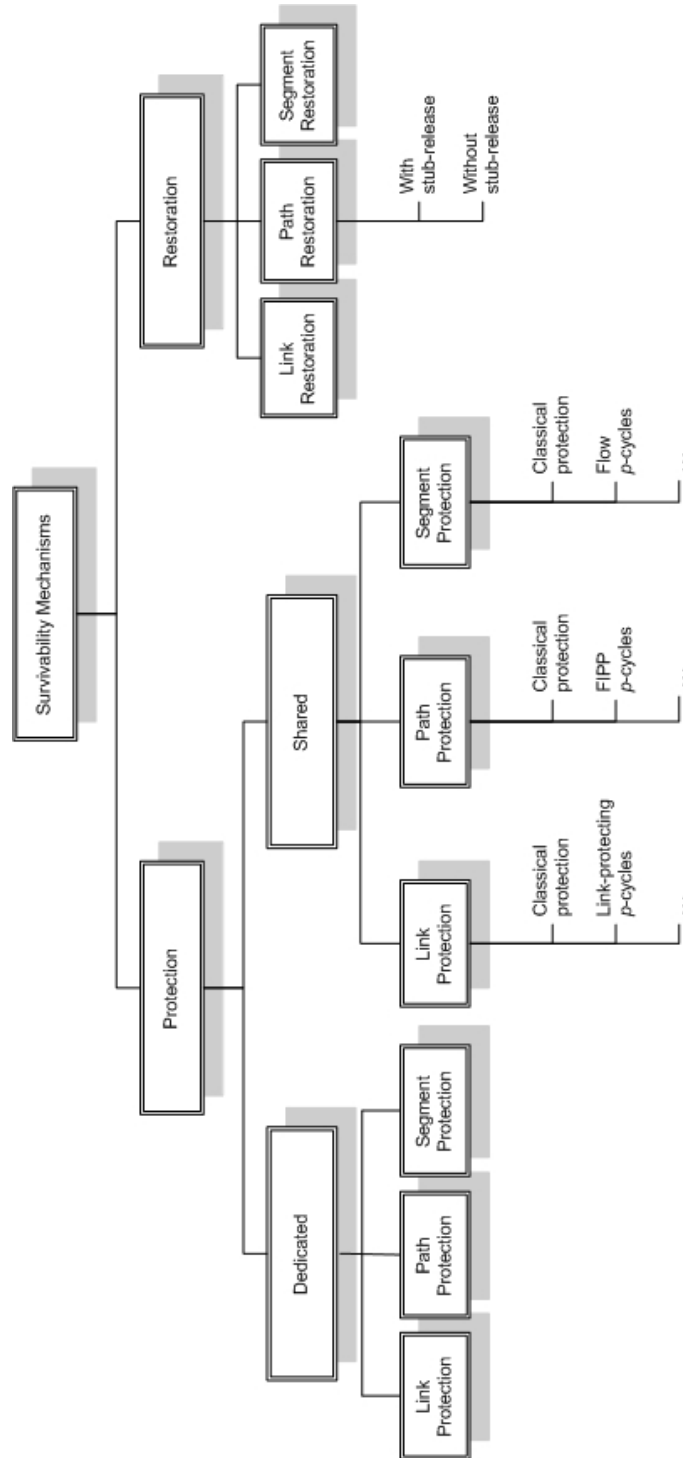 Survivability Mechanisms
Protection
Restoration
Dedicated
Shared
Link
Restoration
Path
Restoration
Segment
Restoration
With
stub-release
Without
stub-release
Link
Protection
Path
Protection
Segment
Protection
Link
Protection
Path
Protection
Segment
Protection
Classical
protection
Link-protecting
p-cycles
...
Classical
protection
FIPP
p-cycles
...
Classical
protection
Flow
p-cycles
...